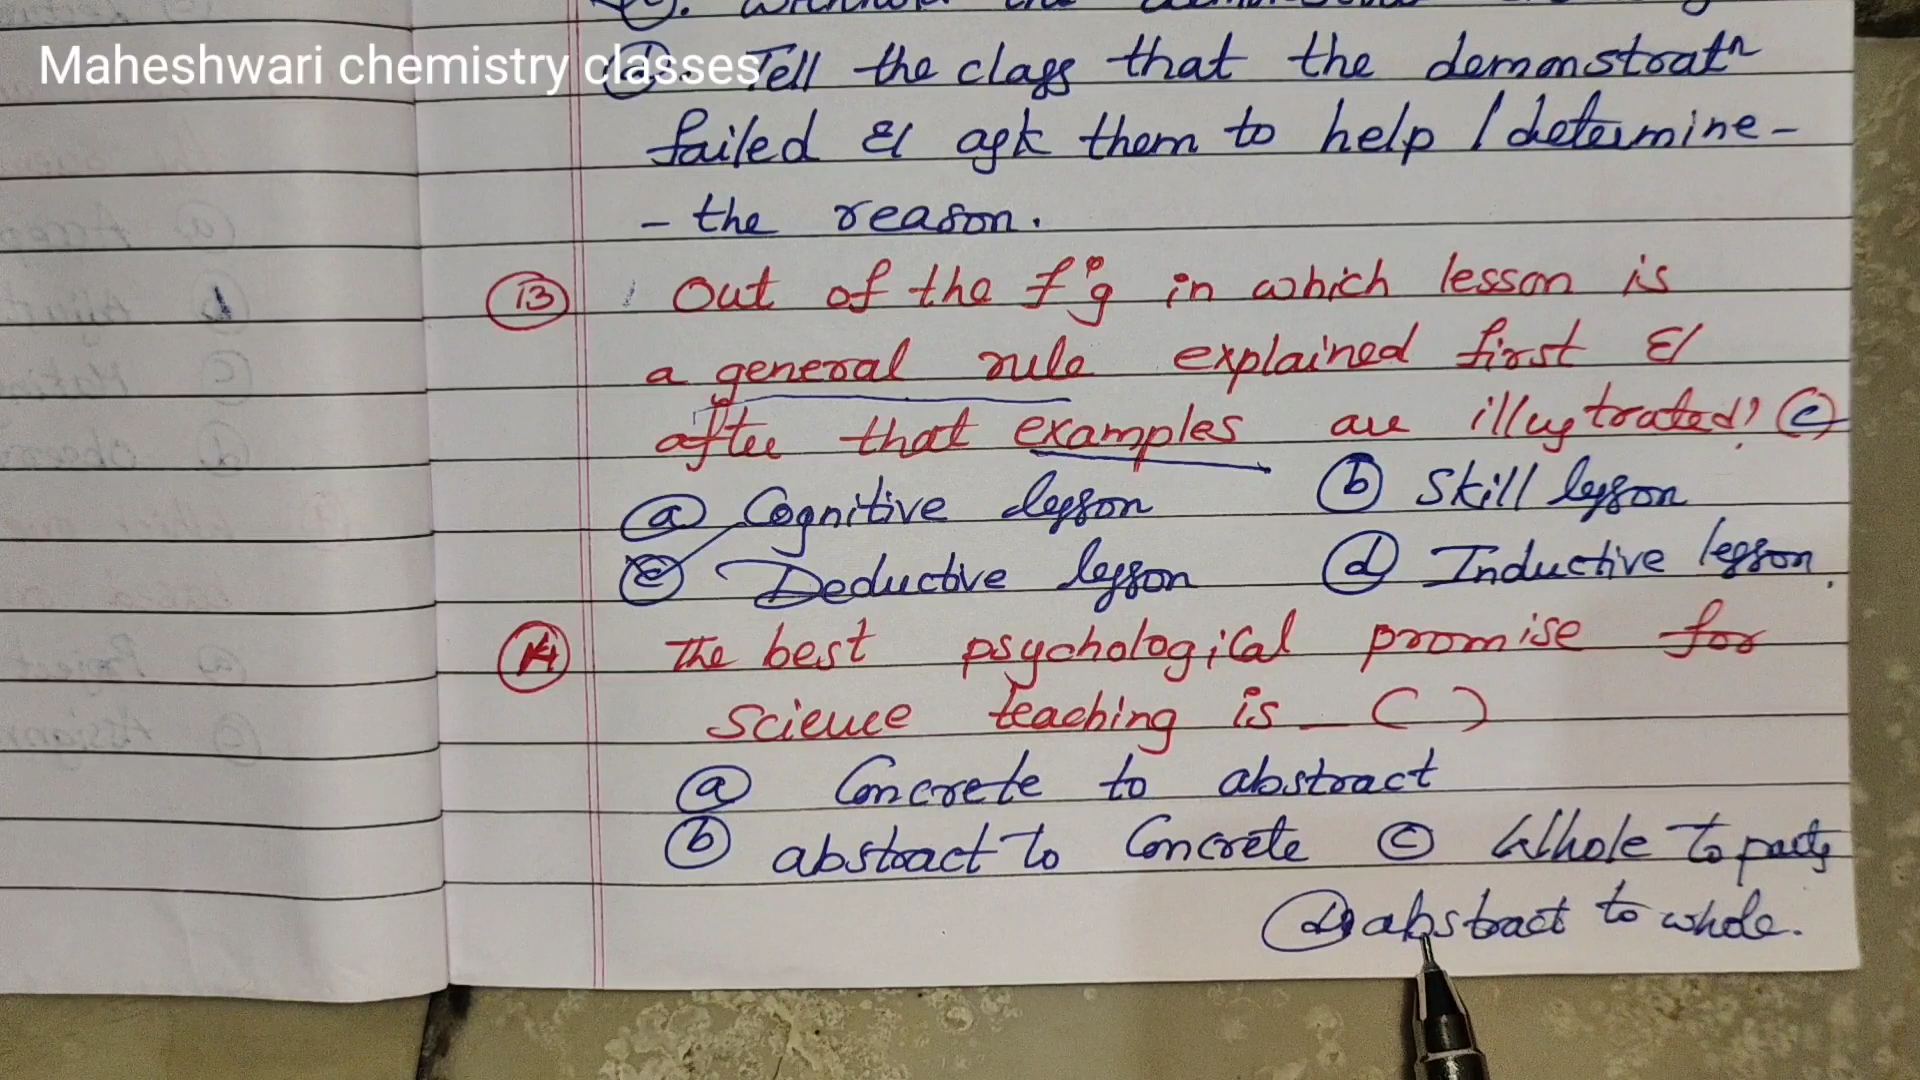 Maheshwari chemistry classes
(d). Tell the class that the demonstratn
failed & ask them to help / determine -
- the reason.
(13) Out of the f°g in which lesson is
a general rule explained first &
after that examples are illustrated? (c)
(a) Cognitive lesson (b) Skill lesson
(c) Deductive lesson (d) Inductive lesson.
(14) The best psychological promise for
science teaching is _ ( )
(a) Concrete to abstract
(b) abstract to Concrete (c) Whole to parts
(d) abstract to whole.